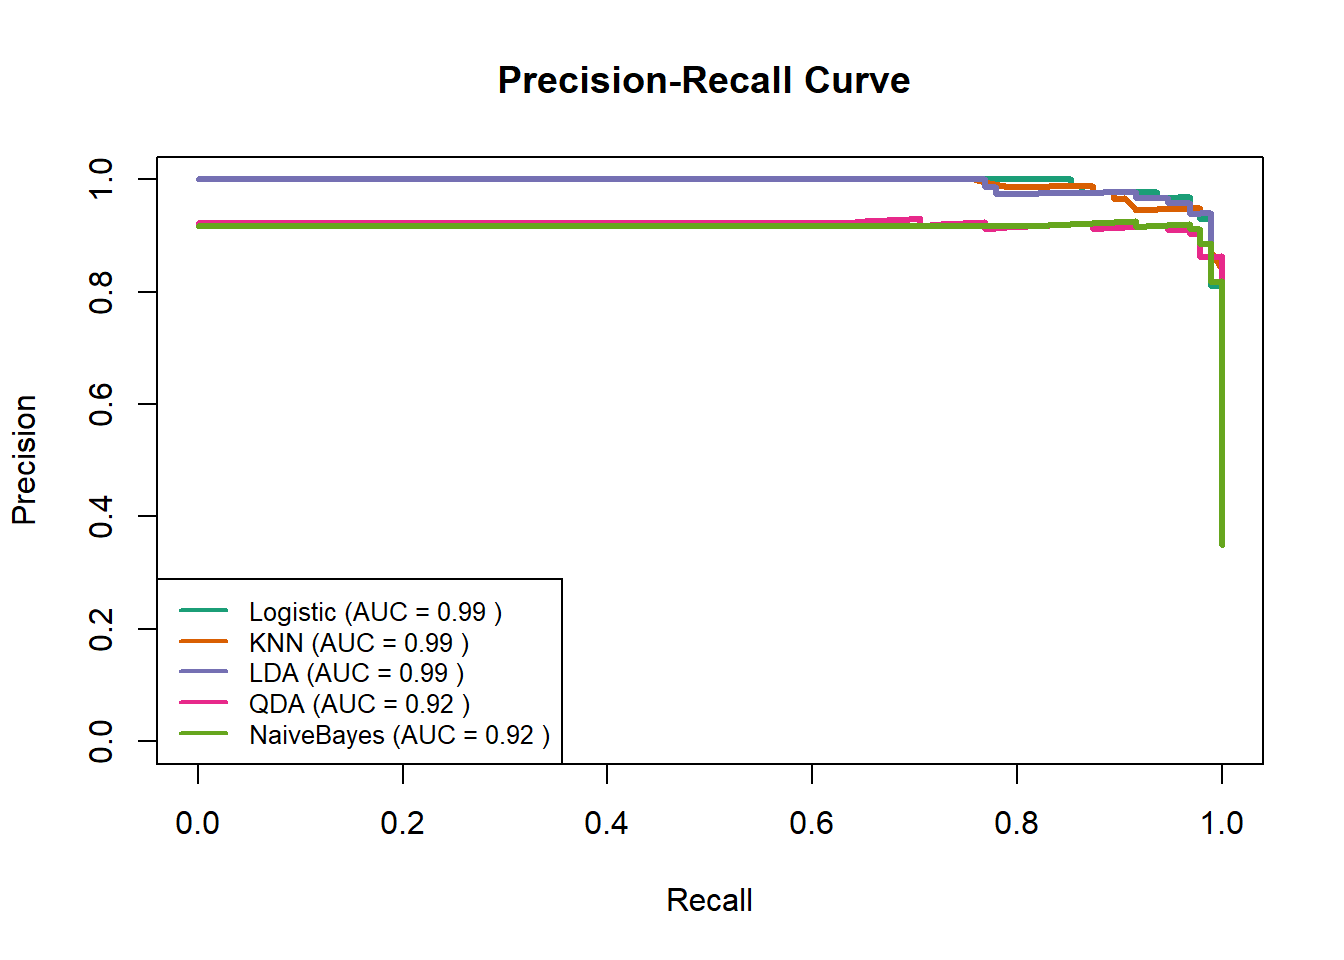 Precision-Recall Curve
Precision
1.0
0.8
0.6
0.4
0.2
0.0
Logistic (AUC = 0.99 )
KNN (AUC = 0.99 )
LDA (AUC = 0.99 )
QDA (AUC = 0.92 )
NaiveBayes (AUC = 0.92 )
0.0 0.2 0.4 0.6 0.8 1.0
Recall